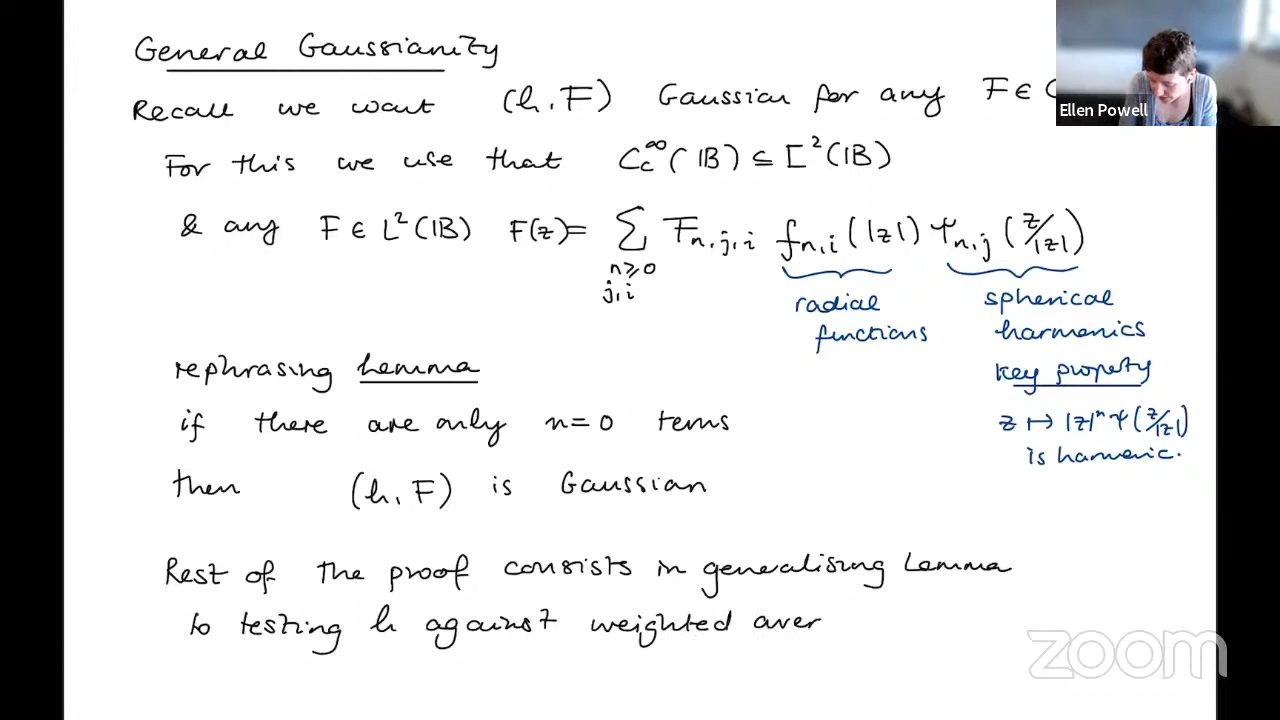 General Gaussianity
Recall we want (h, F) Gaussian for any F ∈ C
For this we use that C_c^∞(𝔹) ⊆ L²(𝔹)
& any F ∈ L²(𝔹) F(z) = Σ_{n⩾0, j,i} F_{n,j,i} f_{n,i}(|z|) Ψ_{n,j}(z/|z|)
radial functions
spherical harmonics
key property
z ↦ |z|ⁿ Ψ(z/|z|)
is harmonic.
rephrasing Lemma
if there are only n=0 terms
then (h, F) is Gaussian
Rest of the proof consists in generalising Lemma
to testing h against weighted aver
Ellen Powell
zoom